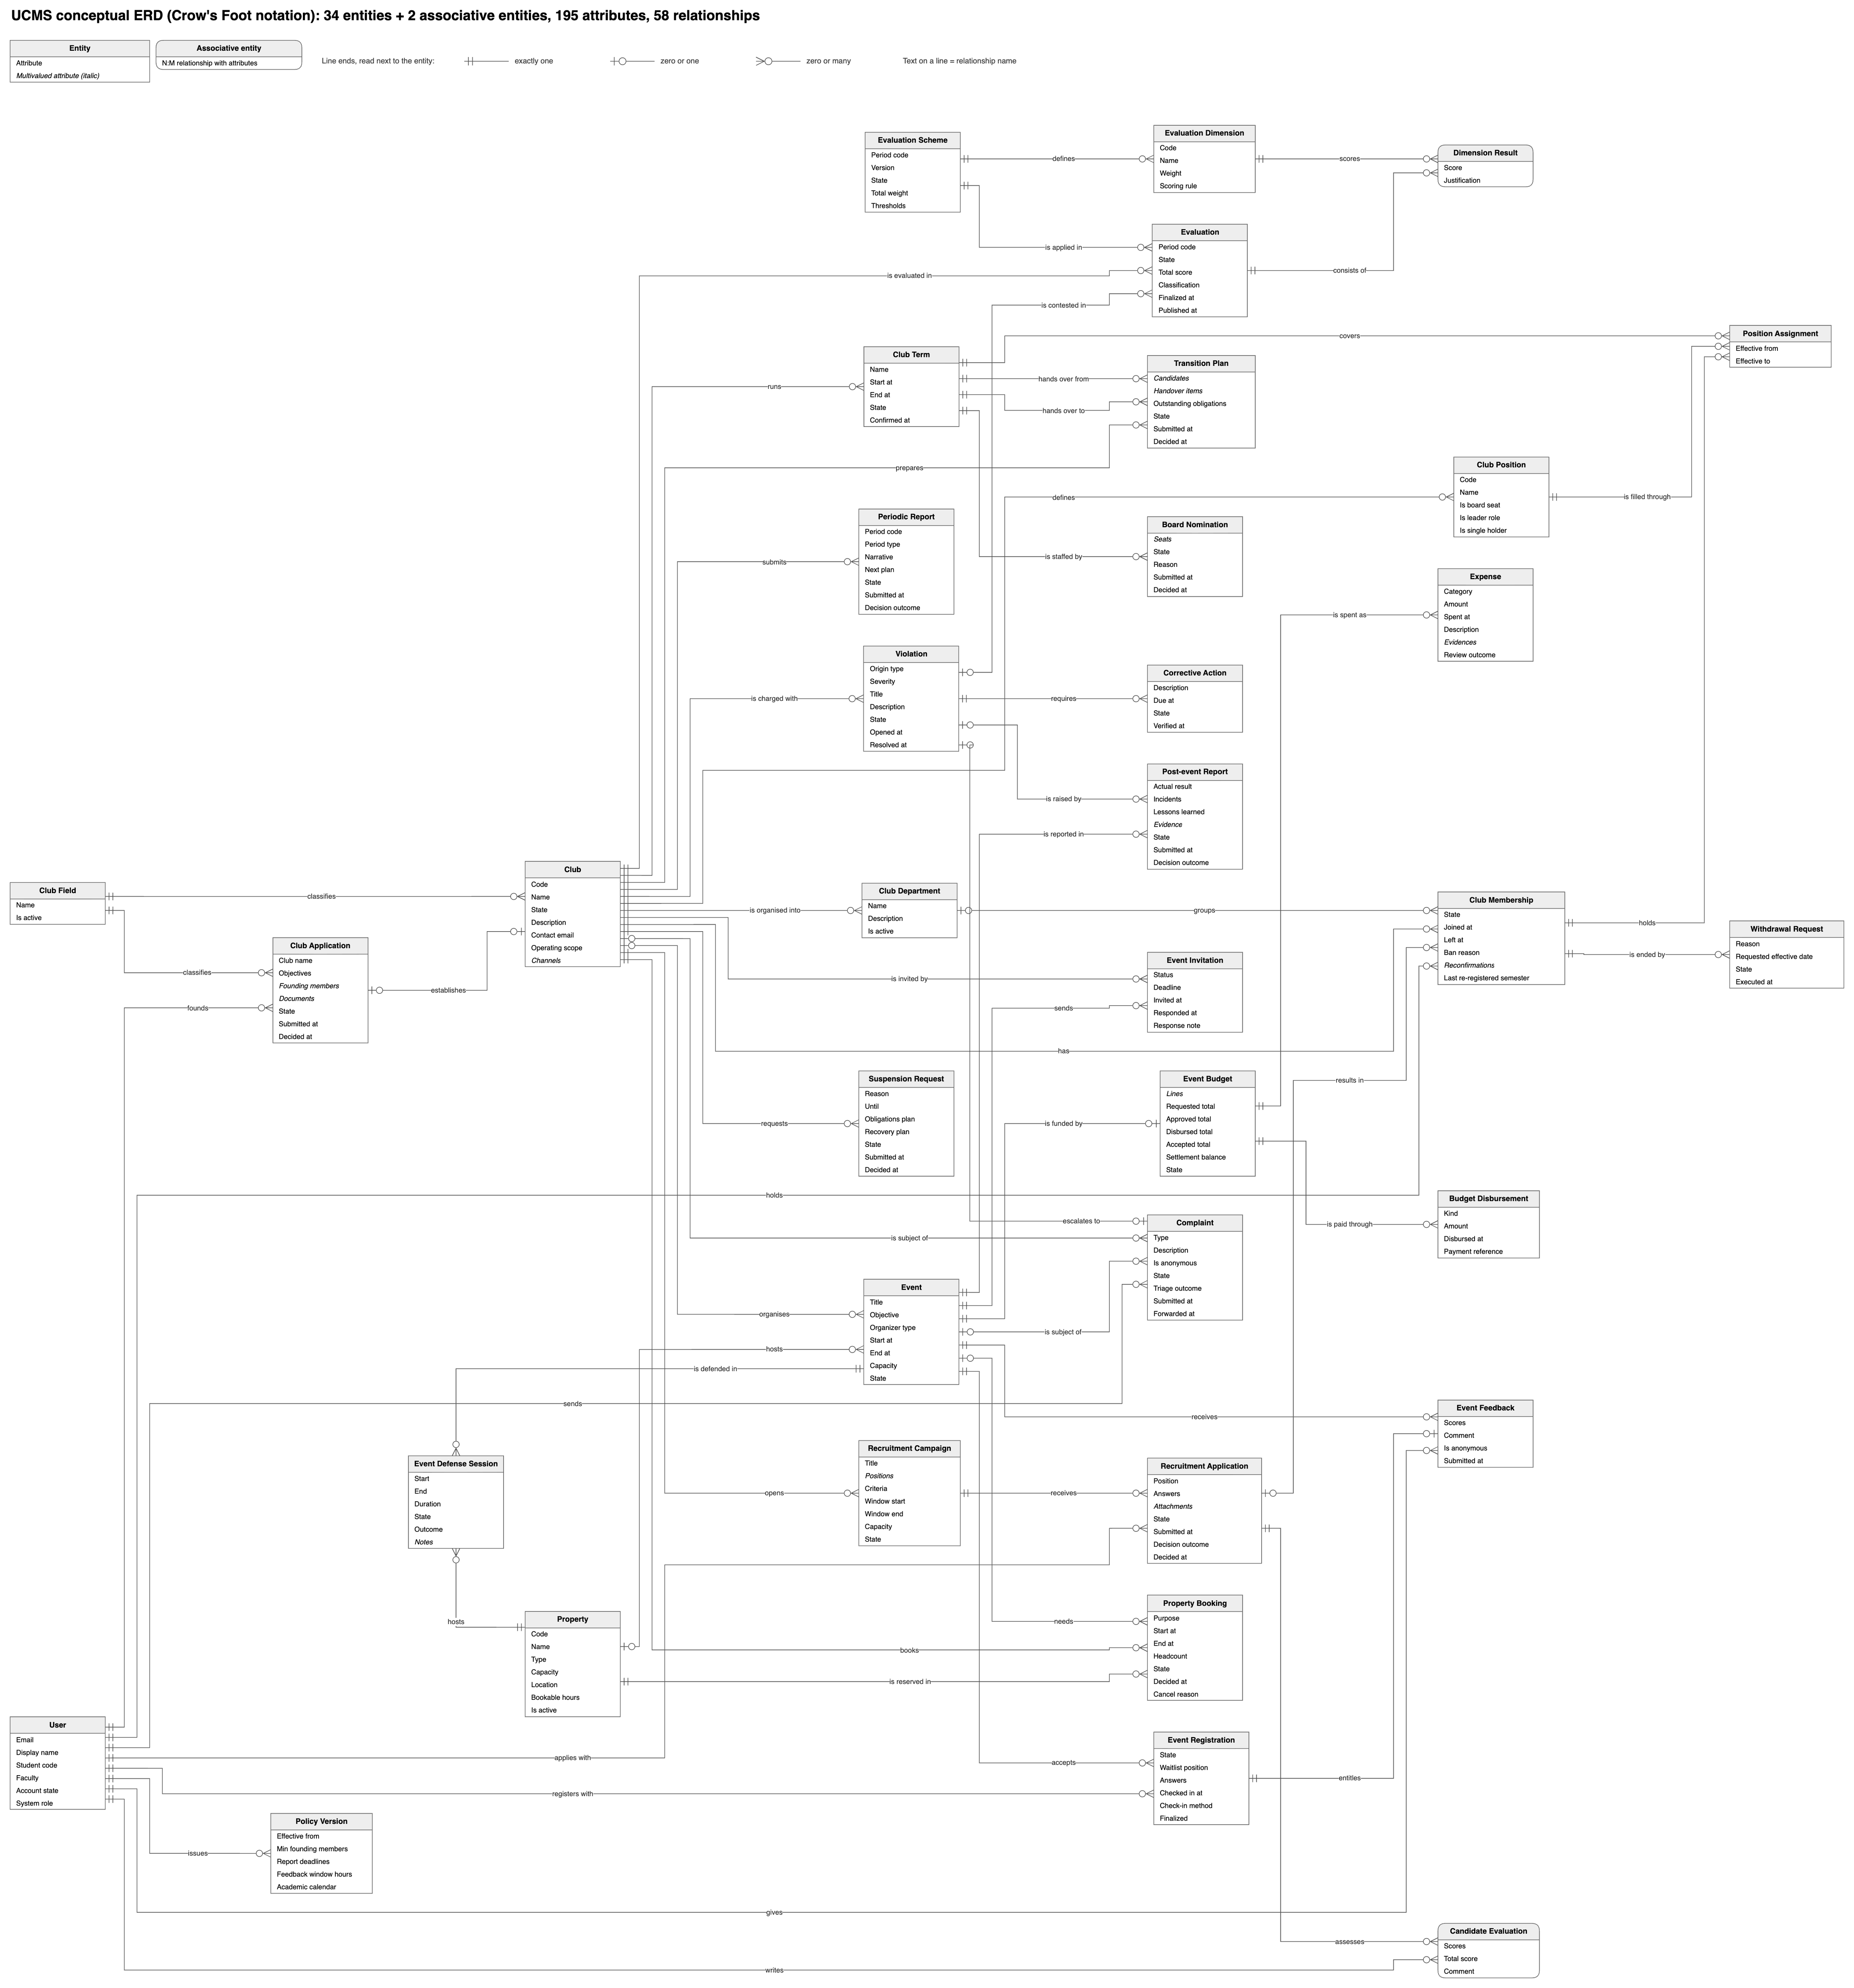 UCMS conceptual ERD (Crow's Foot notation): 34 entities + 2 associative entities, 195 attributes, 58 relationships
Entity
Attribute
Multivalued attribute (italic)
Associative entity
N:M relationship with attributes
Line ends, read next to the entity:
exactly one
zero or one
zero or many
Text on a line = relationship name
Evaluation Scheme
Period code
Version
State
Total weight
Thresholds
defines
Evaluation Dimension
Code
Name
Weight
Scoring rule
scores
Dimension Result
Score
Justification
is applied in
Evaluation
Period code
State
Total score
Classification
Finalized at
Published at
is evaluated in
consists of
is contested in
covers
Position Assignment
Effective from
Effective to
Club Term
Name
Start at
End at
State
Confirmed at
runs
hands over from
hands over to
Transition Plan
Candidates
Handover items
Outstanding obligations
State
Submitted at
Decided at
prepares
defines
Club Position
Code
Name
Is board seat
Is leader role
Is single holder
is filled through
Periodic Report
Period code
Period type
Narrative
Next plan
State
Submitted at
Decision outcome
submits
Board Nomination
Seats
State
Reason
Submitted at
Decided at
is staffed by
Expense
Category
Amount
Spent at
Description
Evidences
Review outcome
is spent as
Violation
Origin type
Severity
Title
Description
State
Opened at
Resolved at
is charged with
requires
Corrective Action
Description
Due at
State
Verified at
is raised by
is reported in
Post-event Report
Actual result
Incidents
Lessons learned
Evidence
State
Submitted at
Decision outcome
Club Field
Name
Is active
classifies
classifies
Club
Code
Name
State
Description
Contact email
Operating scope
Channels
Club Application
Club name
Objectives
Founding members
Documents
State
Submitted at
Decided at
founds
establishes
is organised into
Club Department
Name
Description
Is active
groups
Club Membership
State
Joined at
Left at
Ban reason
Reconfirmations
Last re-registered semester
holds
is ended by
Withdrawal Request
Reason
Requested effective date
State
Executed at
is invited by
sends
Event Invitation
Status
Deadline
Invited at
Responded at
Response note
has
Suspension Request
Reason
Until
Obligations plan
Recovery plan
State
Submitted at
Decided at
requests
is funded by
Event Budget
Lines
Requested total
Approved total
Disbursed total
Accepted total
Settlement balance
State
results in
holds
is paid through
Budget Disbursement
Kind
Amount
Disbursed at
Payment reference
escalates to
is subject of
Complaint
Type
Description
Is anonymous
State
Triage outcome
Submitted at
Forwarded at
Event
Title
Objective
Organizer type
Start at
End at
Capacity
State
organises
is subject of
hosts
is defended in
sends
receives
Event Feedback
Scores
Comment
Is anonymous
Submitted at
Event Defense Session
Start
End
Duration
State
Outcome
Notes
Recruitment Campaign
Title
Positions
Criteria
Window start
Window end
Capacity
State
opens
receives
Recruitment Application
Position
Answers
Attachments
State
Submitted at
Decision outcome
Decided at
hosts
Property
Code
Name
Type
Capacity
Location
Bookable hours
Is active
needs
books
is reserved in
Property Booking
Purpose
Start at
End at
Headcount
State
Decided at
Cancel reason
User
Email
Display name
Student code
Faculty
Account state
System role
applies with
registers with
accepts
Event Registration
State
Waitlist position
Answers
Checked in at
Check-in method
Finalized
entitles
issues
Policy Version
Effective from
Min founding members
Report deadlines
Feedback window hours
Academic calendar
gives
assesses
writes
Candidate Evaluation
Scores
Total score
Comment